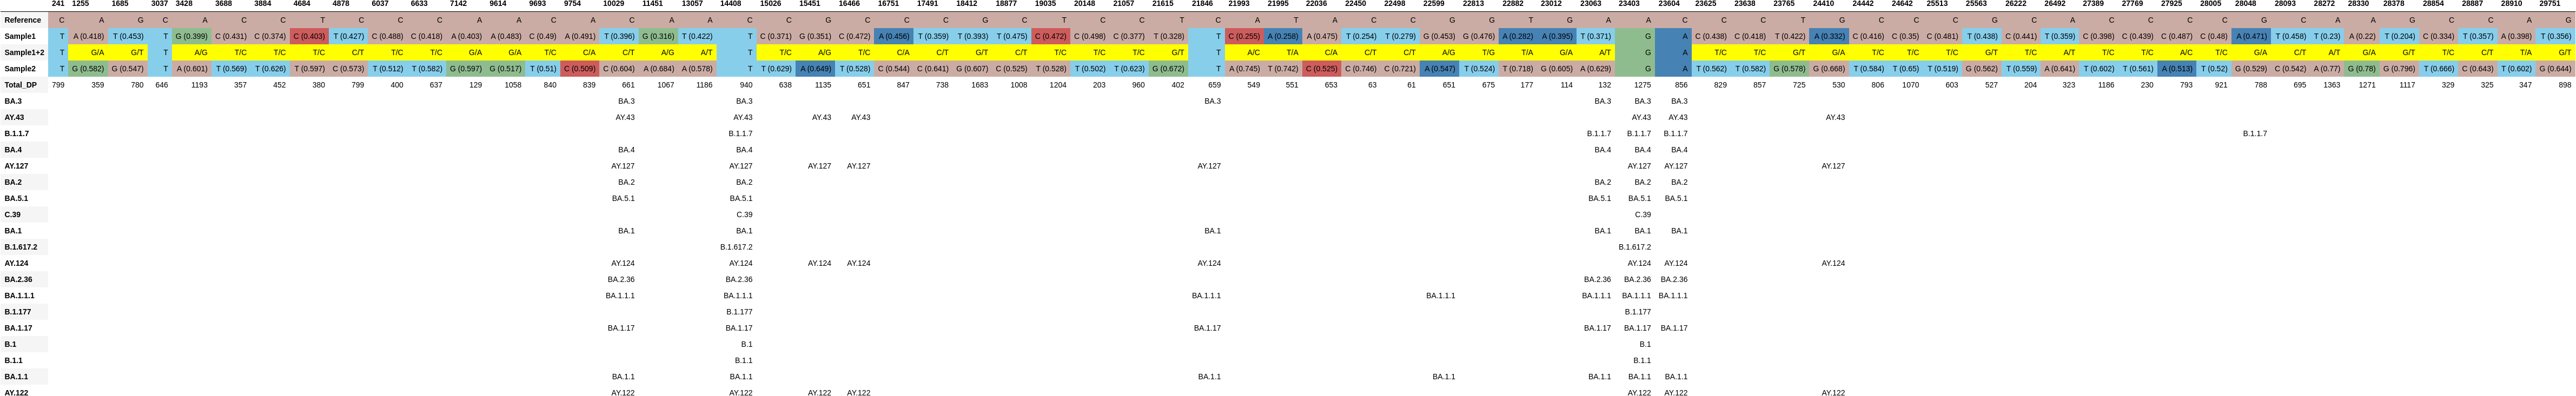 241 1255 1685 3037 3428 3688 3884 4684 4878 6037 6633 7142 9614 9693 9754 10029 11451 13057 14408 15026 15451 16466 16751 17491 18412 18877 19035 20148 21057 21615 21846 21993 21995 22036 22450 22498 22599 22813 22882 23012 23063 23403 23604 23625 23638 23765 24410 24442 24642 25513 25563 26222 26492 27389 27769 27925 28005 28048 28093 28272 28330 28378 28854 28887 28910 29751
Reference C A G C A C C T C C C A A C A C A A C C G C C C G C T C C T C A T A C C G G T G A A C C C T G C C C G C A C C C C G C A A G C C A G
Sample1 T A (0.418) T (0.453) T G (0.399) C (0.431) C (0.374) C (0.403) T (0.427) C (0.488) C (0.418) A (0.403) A (0.483) C (0.49) A (0.491) T (0.396) G (0.316) T (0.422) T C (0.371) G (0.351) C (0.472) A (0.456) T (0.359) T (0.393) T (0.475) C (0.472) C (0.498) C (0.377) T (0.328) T C (0.255) A (0.258) A (0.475) T (0.254) T (0.279) G (0.453) G (0.476) A (0.282) A (0.395) T (0.371) G A C (0.438) C (0.418) T (0.422) A (0.332) C (0.416) C (0.35) C (0.481) T (0.438) C (0.441) T (0.359) C (0.398) C (0.439) C (0.487) C (0.48) A (0.471) T (0.458) T (0.23) A (0.22) T (0.204) C (0.334) T (0.357) A (0.398) T (0.356)
Sample1+2 T G/A G/T T A/G T/C T/C T/C C/T T/C T/C G/A G/A T/C C/A C/T A/G A/T T T/C A/G T/C C/A C/T G/T C/T T/C T/C T/C G/T T A/C T/A C/A C/T C/T G/A T/G T/A G/A A/T G A T/C T/C G/T G/A T/C T/C T/C G/T T/C A/T T/C T/C A/C T/C G/A C/T A/T G/A G/T T/C C/T T/A G/T
Sample2 T G (0.582) G (0.547) T A (0.601) T (0.569) T (0.626) T (0.597) C (0.573) T (0.512) T (0.582) G (0.597) G (0.517) T (0.51) C (0.509) C (0.604) A (0.684) A (0.578) T T (0.629) A (0.649) T (0.528) C (0.544) C (0.641) G (0.607) C (0.525) T (0.528) T (0.502) T (0.623) G (0.672) T A (0.745) T (0.742) C (0.525) C (0.746) C (0.721) A (0.547) T (0.524) T (0.718) G (0.605) A (0.629) G A T (0.562) T (0.582) G (0.578) G (0.668) T (0.584) T (0.65) T (0.519) G (0.562) T (0.559) A (0.641) T (0.602) T (0.561) A (0.513) T (0.52) G (0.529) C (0.542) A (0.77) G (0.78) G (0.796) T (0.666) C (0.643) T (0.602) G (0.644)
Total_DP 799 359 780 646 1193 357 452 380 799 400 637 129 1058 840 839 661 1067 1186 940 638 1135 651 847 738 1683 1008 1204 203 960 402 659 549 551 653 63 61 651 675 177 114 132 1275 856 829 857 725 530 806 1070 603 527 204 323 1186 230 793 921 788 695 1363 1271 1117 329 325 347 898
BA.3 BA.3 BA.3 BA.3 BA.3 BA.3 BA.3
AY.43 AY.43 AY.43 AY.43 AY.43 AY.43 AY.43 AY.43
B.1.1.7 B.1.1.7 B.1.1.7 B.1.1.7 B.1.1.7 B.1.1.7
BA.4 BA.4 BA.4 BA.4 BA.4 BA.4
AY.127 AY.127 AY.127 AY.127 AY.127 AY.127 AY.127 AY.127 AY.127
BA.2 BA.2 BA.2 BA.2 BA.2 BA.2
BA.5.1 BA.5.1 BA.5.1 BA.5.1 BA.5.1 BA.5.1
C.39 C.39 C.39
BA.1 BA.1 BA.1 BA.1 BA.1 BA.1 BA.1
B.1.617.2 B.1.617.2 B.1.617.2
AY.124 AY.124 AY.124 AY.124 AY.124 AY.124 AY.124 AY.124 AY.124
BA.2.36 BA.2.36 BA.2.36 BA.2.36 BA.2.36 BA.2.36
BA.1.1.1 BA.1.1.1 BA.1.1.1 BA.1.1.1 BA.1.1.1 BA.1.1.1 BA.1.1.1 BA.1.1.1
B.1.177 B.1.177 B.1.177
BA.1.17 BA.1.17 BA.1.17 BA.1.17 BA.1.17 BA.1.17 BA.1.17
B.1 B.1 B.1
B.1.1 B.1.1 B.1.1
BA.1.1 BA.1.1 BA.1.1 BA.1.1 BA.1.1 BA.1.1 BA.1.1 BA.1.1
AY.122 AY.122 AY.122 AY.122 AY.122 AY.122 AY.122 AY.122